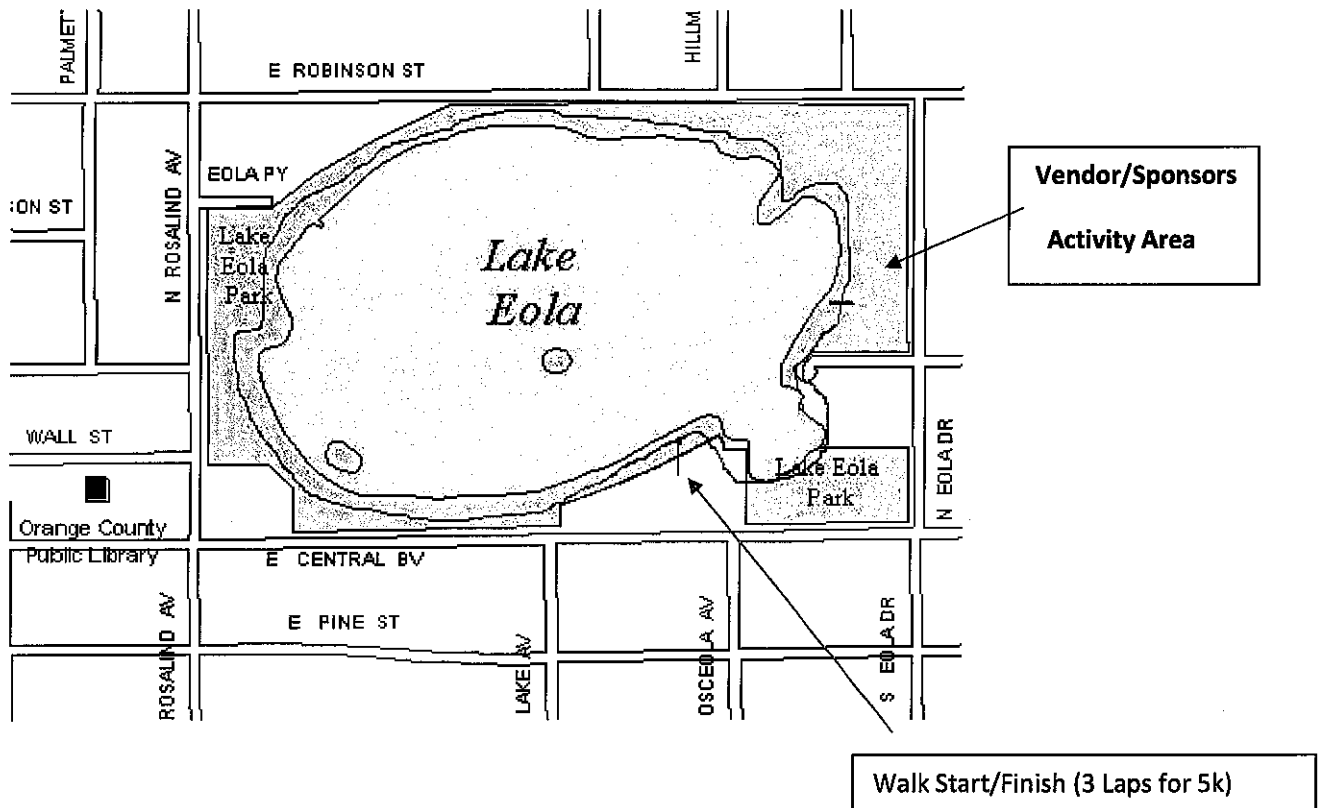 PALMET
HILLM
E ROBINSON ST
N ROSALIND AV
EOLA PY
SON ST
Lake
Eola
Park
Lake
Eola
Vendor/Sponsors
Activity Area
WALL ST
Orange County
Public Library
Lake Eola
Park
N EOLA DR
E CENTRAL BV
E PINE ST
ROSALIND AV
LAKE AV
OSCEOLA AV
S EOLA DR
Walk Start/Finish (3 Laps for 5k)